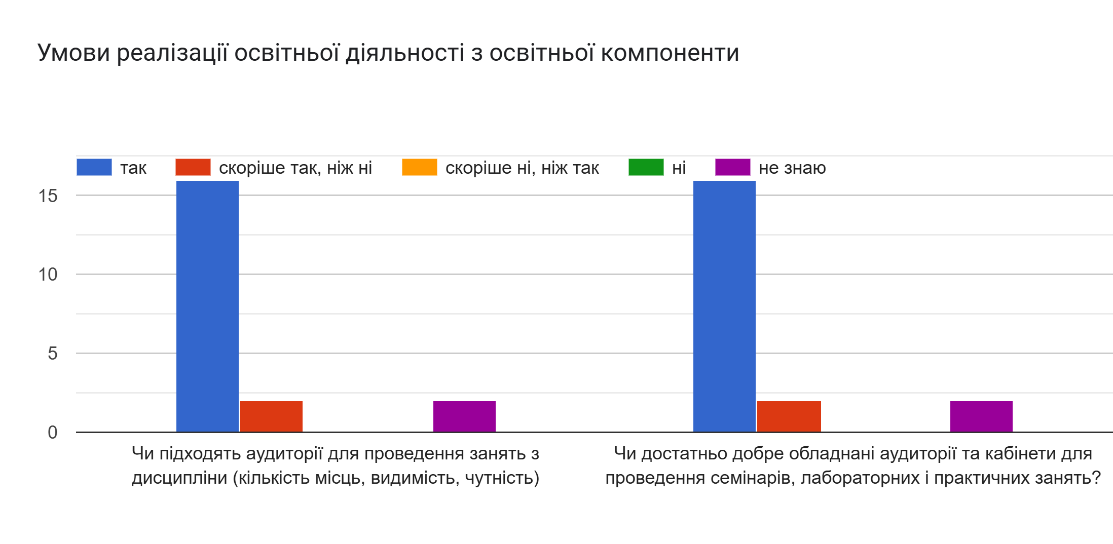 Умови реалізації освітньої діяльності з освітньої компоненти
так
скоріше так, ніж ні
скоріше ні, ніж так
ні
не знаю
15
10
5
0
Чи підходять аудиторії для проведення занять з
дисципліни (кількість місць, видимість, чутність)
Чи достатньо добре обладнані аудиторії та кабінети для
проведення семінарів, лабораторних і практичних занять?